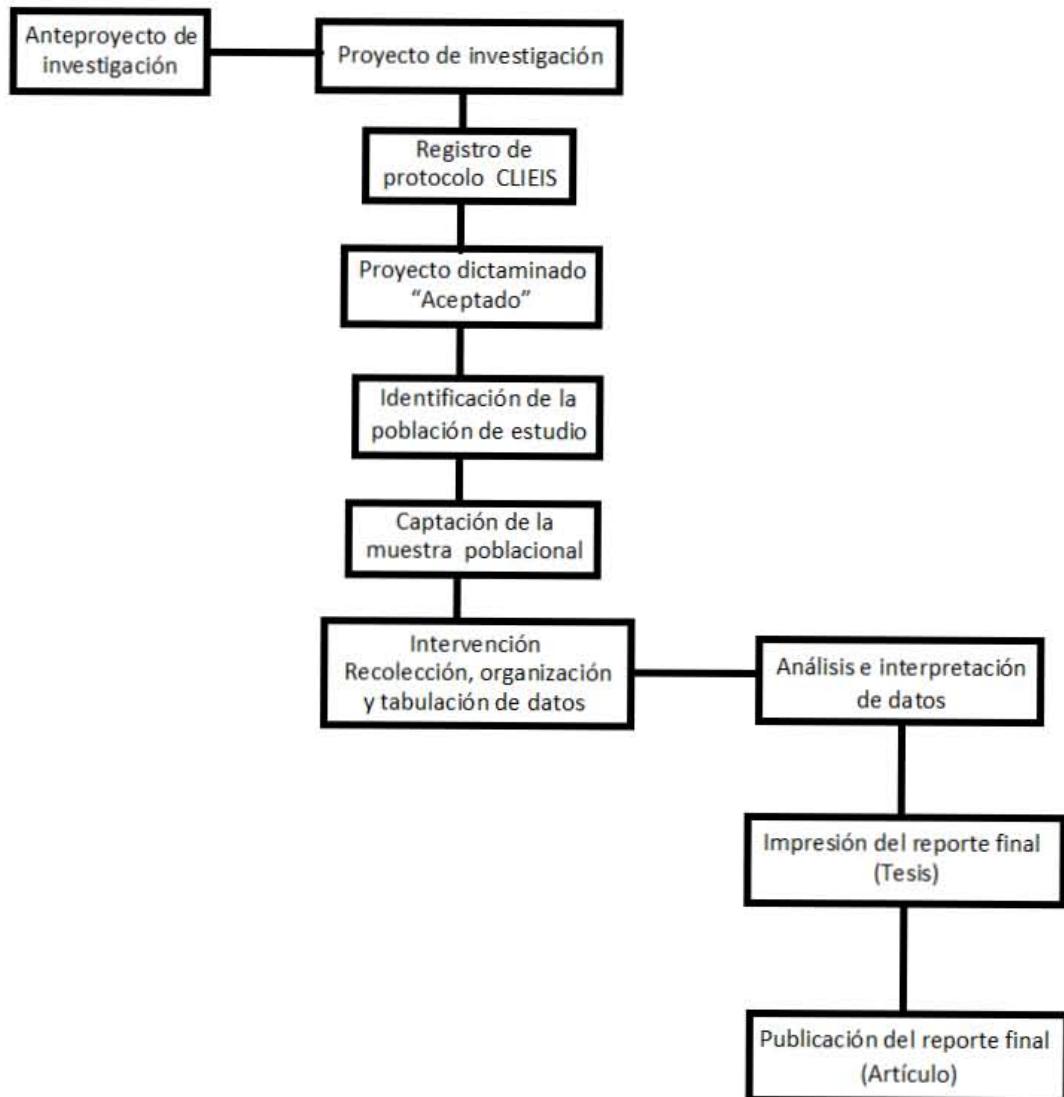 Anteproyecto de
investigación
Proyecto de investigación
Registro de
protocolo CLIEIS
Proyecto dictaminado
“Aceptado”
Identificación de la
población de estudio
Captación de la
muestra poblacional
Intervención
Recolección, organización
y tabulación de datos
Análisis e interpretación
de datos
Impresión del reporte final
(Tesis)
Publicación del reporte final
(Artículo)